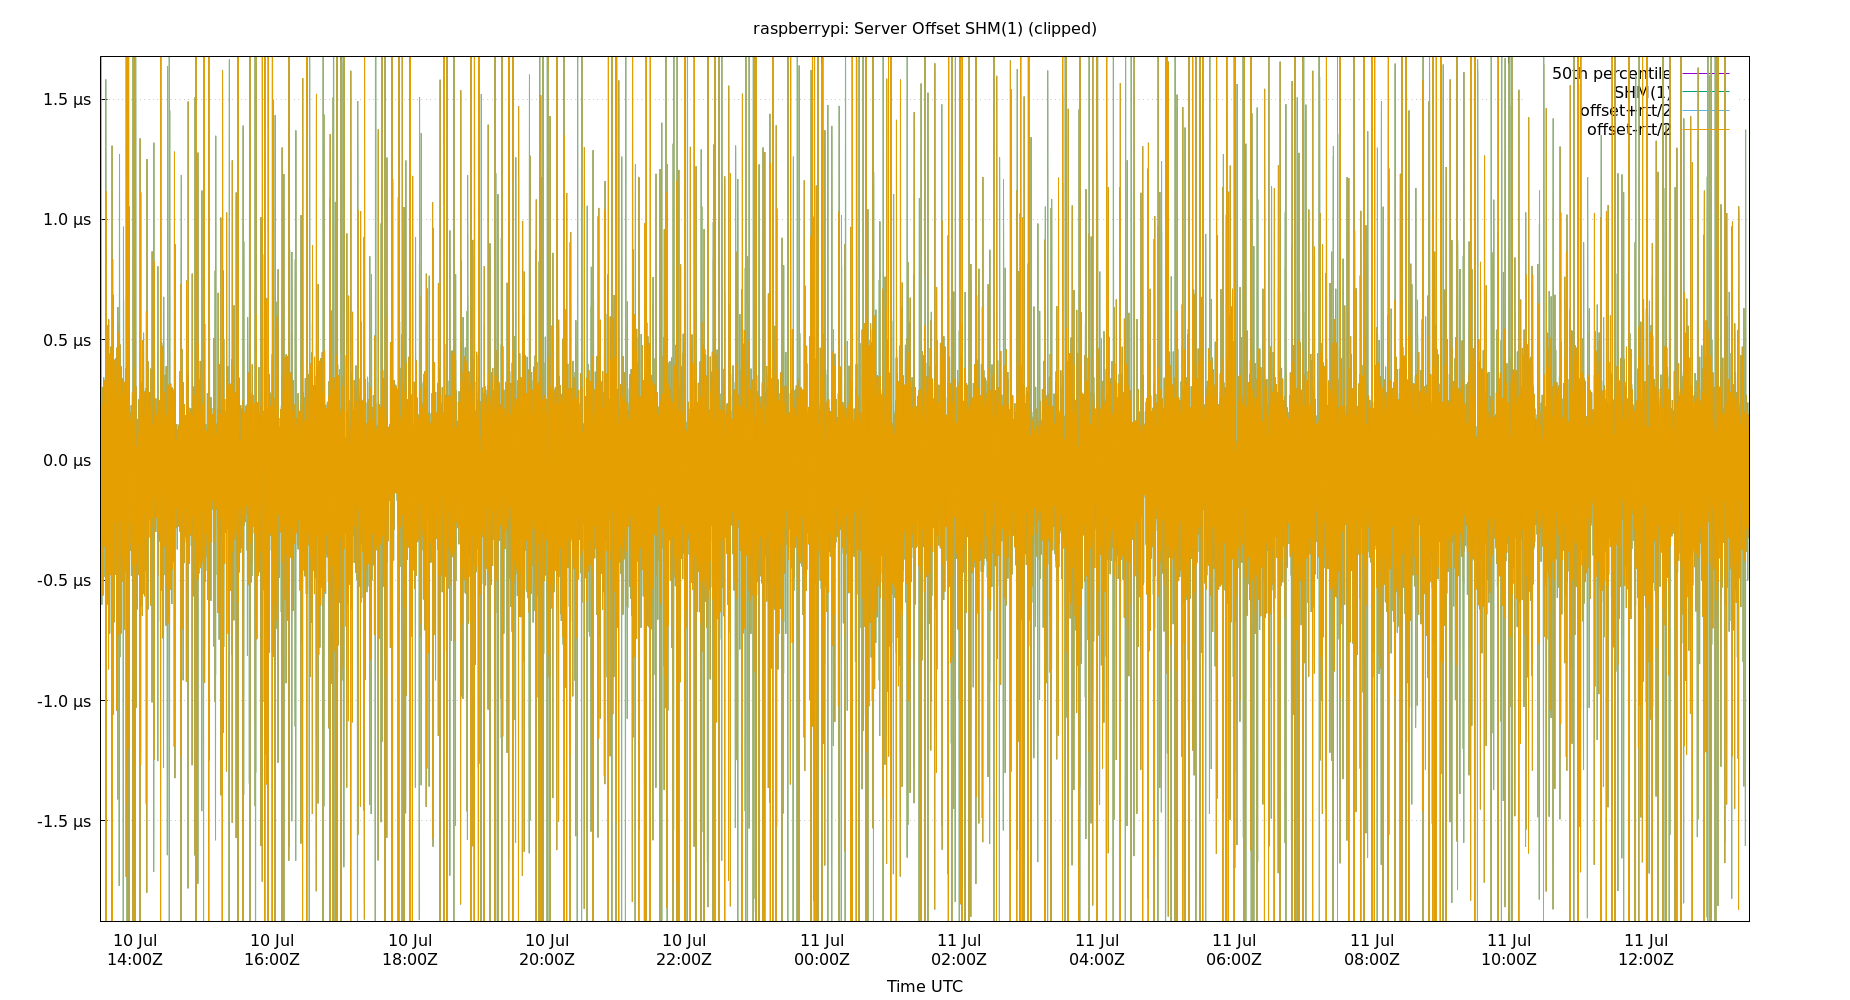 raspberrypi: Server Offset SHM(1) (clipped)
50th percentile
SHM(1)
offset+rtt/2
offset-rtt/2
1.5 µs
1.0 µs
0.5 µs
0.0 µs
-0.5 µs
-1.0 µs
-1.5 µs
10 Jul 10 Jul 10 Jul 10 Jul 10 Jul 11 Jul 11 Jul 11 Jul 11 Jul 11 Jul 11 Jul 11 Jul
14:00Z 16:00Z 18:00Z 20:00Z 22:00Z 00:00Z 02:00Z 04:00Z 06:00Z 08:00Z 10:00Z 12:00Z
Time UTC